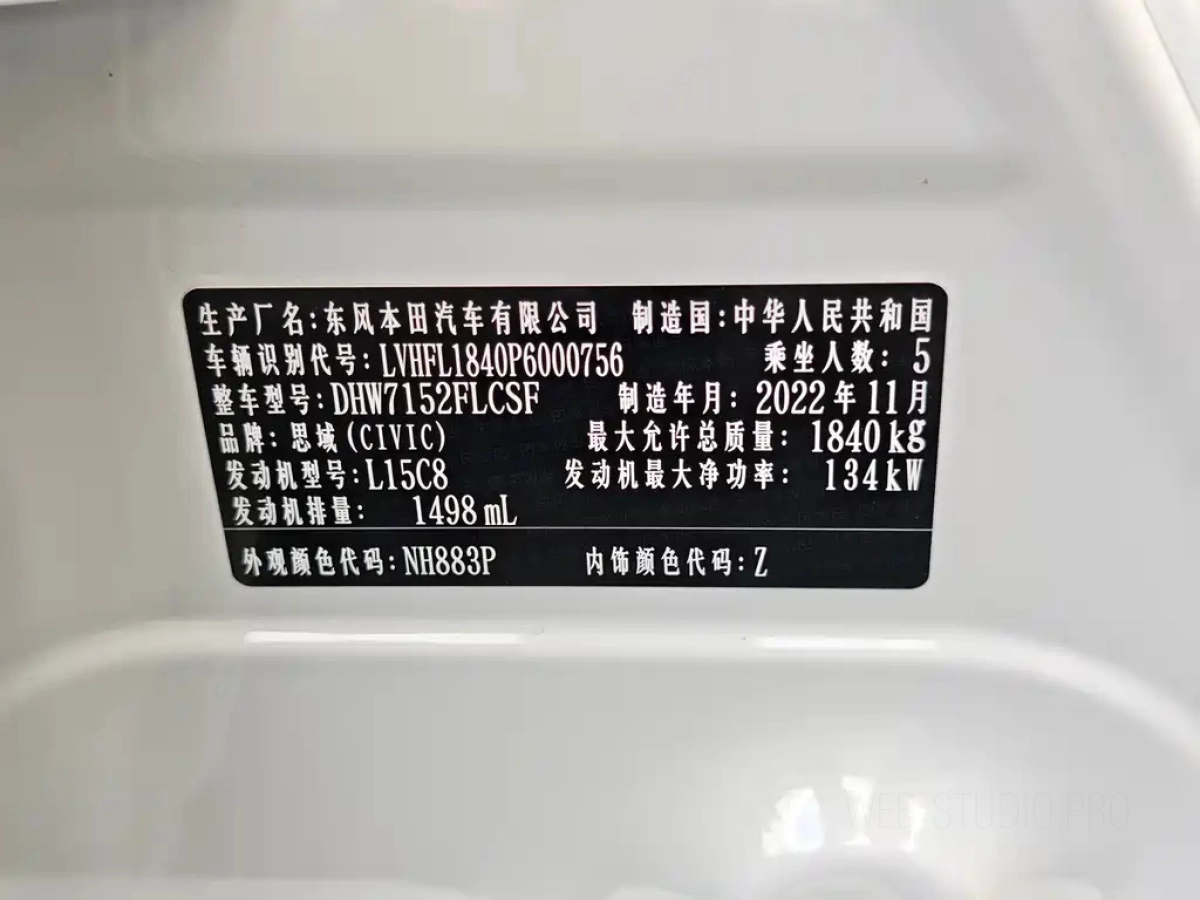 生产厂名:东风本田汽车有限公司 制造国:中华人民共和国
车辆识别代号:LVHFL1840P6000756 乘坐人数:5
整车型号:DHW7152FLCSF 制造年月:2022年11月
品牌:思域(CIVIC) 最大允许总质量:1840kg
发动机型号:L15C8 发动机最大净功率:134kW
发动机排量:1498mL
外观颜色代码:NH883P 内饰颜色代码:Z
WEB-STUDIO.PRO